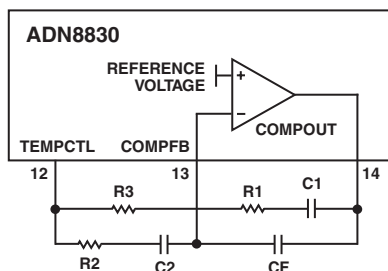 ADN8830
REFERENCE
VOLTAGE
+
−
COMPOUT
TEMPCTL
COMPFB
12
13
14
R3
R1
C1
R2
C2
CF